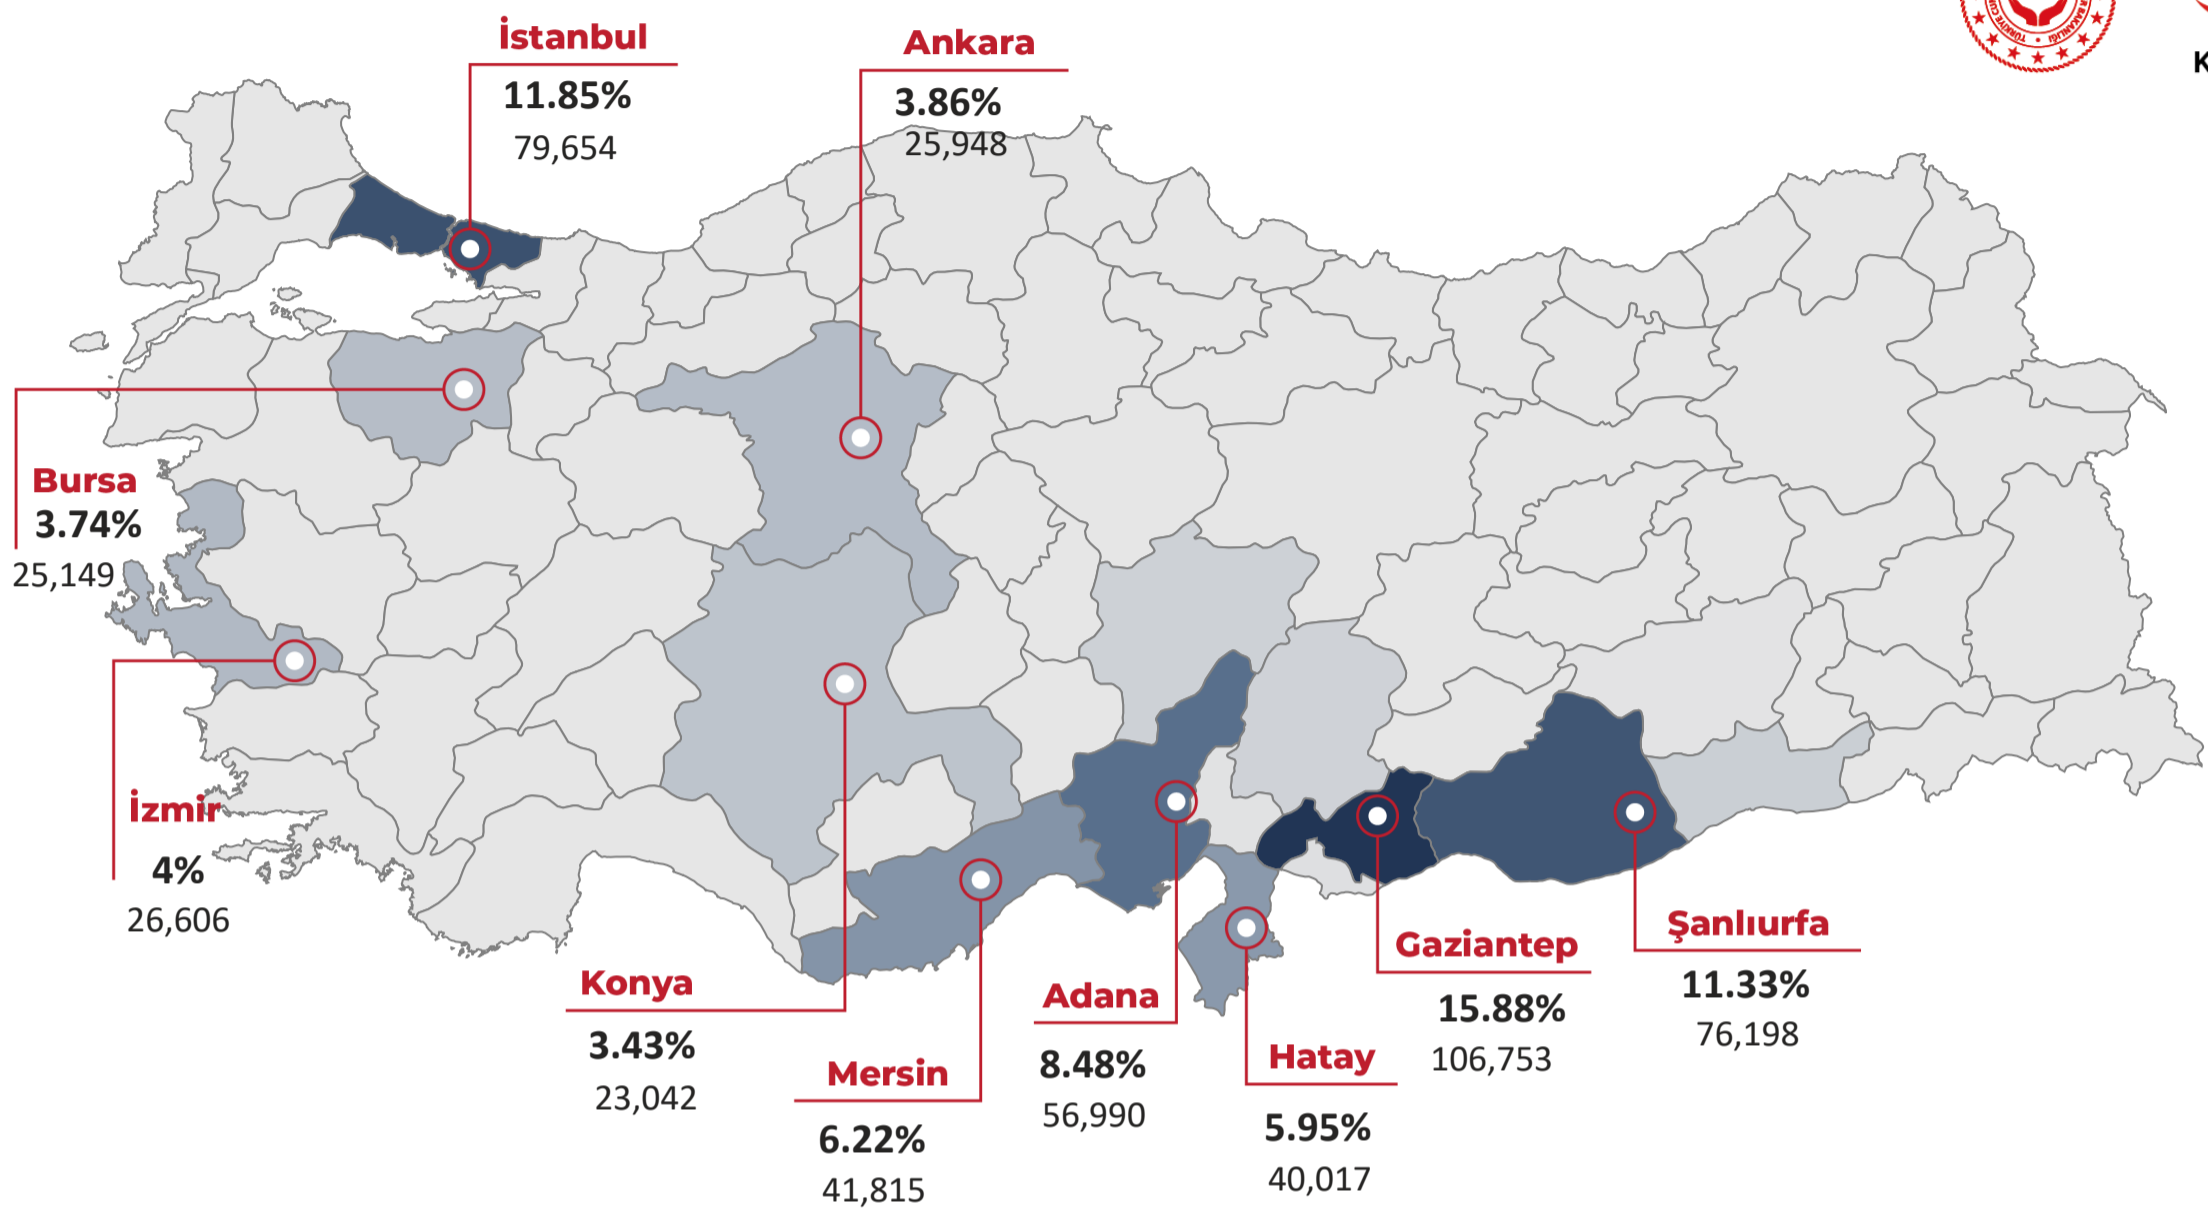 İstanbul
11.85%
79,654
Ankara
3.86%
25,948
K
Bursa
3.74%
25,149
İzmir
4%
26,606
Konya
3.43%
23,042
Mersin
6.22%
41,815
Adana
8.48%
56,990
Hatay
5.95%
40,017
Gaziantep
15.88%
106,753
Şanlıurfa
11.33%
76,198